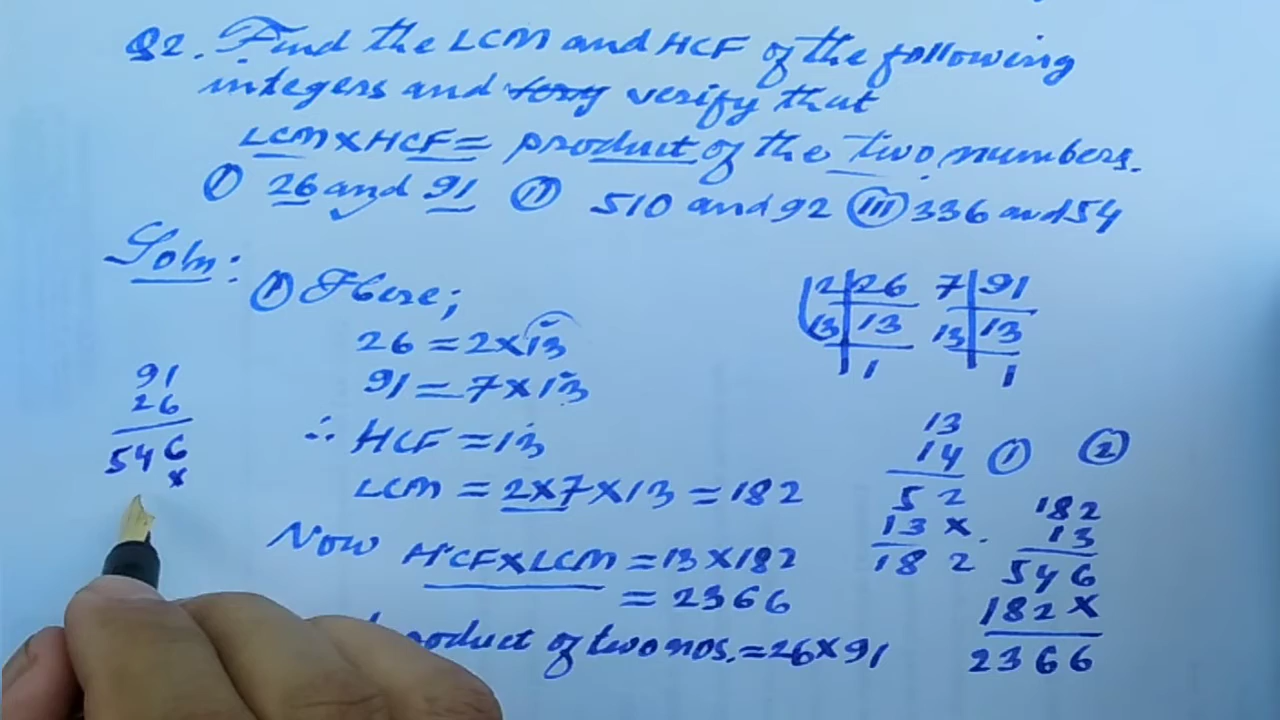 Q2. Find the LCM and HCF of the following
integers and very verify that
LCM×HCF= product of the two numbers.
(I) 26 and 91 (II) 510 and 92 (III) 336 and 54
Soln:
(I) Here;
26 = 2×13
91 = 7×13
∴ HCF = 13
LCM = 2×7×13 = 182
Now HCF×LCM = 13×182
= 2366
product of two nos. = 26×91
2 | 26
13 | 13
1
7 | 91
13 | 13
1
91
26
546
×
13
14
52
13×
182
(1) (2)
182
13
546
182×
2366